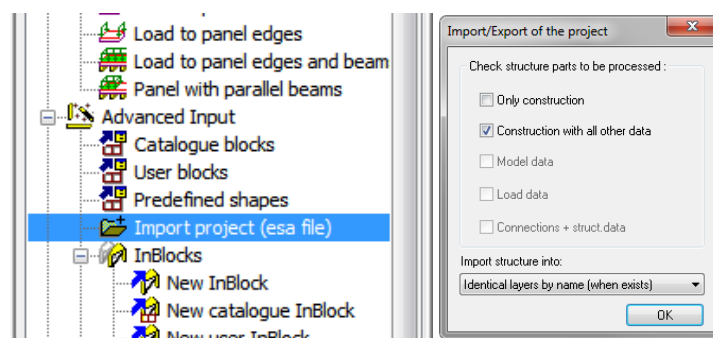 Load to panel edges
Load to panel edges and beam
Panel with parallel beams
Advanced Input
Catalogue blocks
User blocks
Predefined shapes
Import project (esa file)
InBlocks
New InBlock
New catalogue InBlock
New user InBlock
Import/Export of the project
Check structure parts to be processed :
Only construction
Construction with all other data
Model data
Load data
Connections + struct.data
Import structure into:
Identical layers by name (when exists)
OK